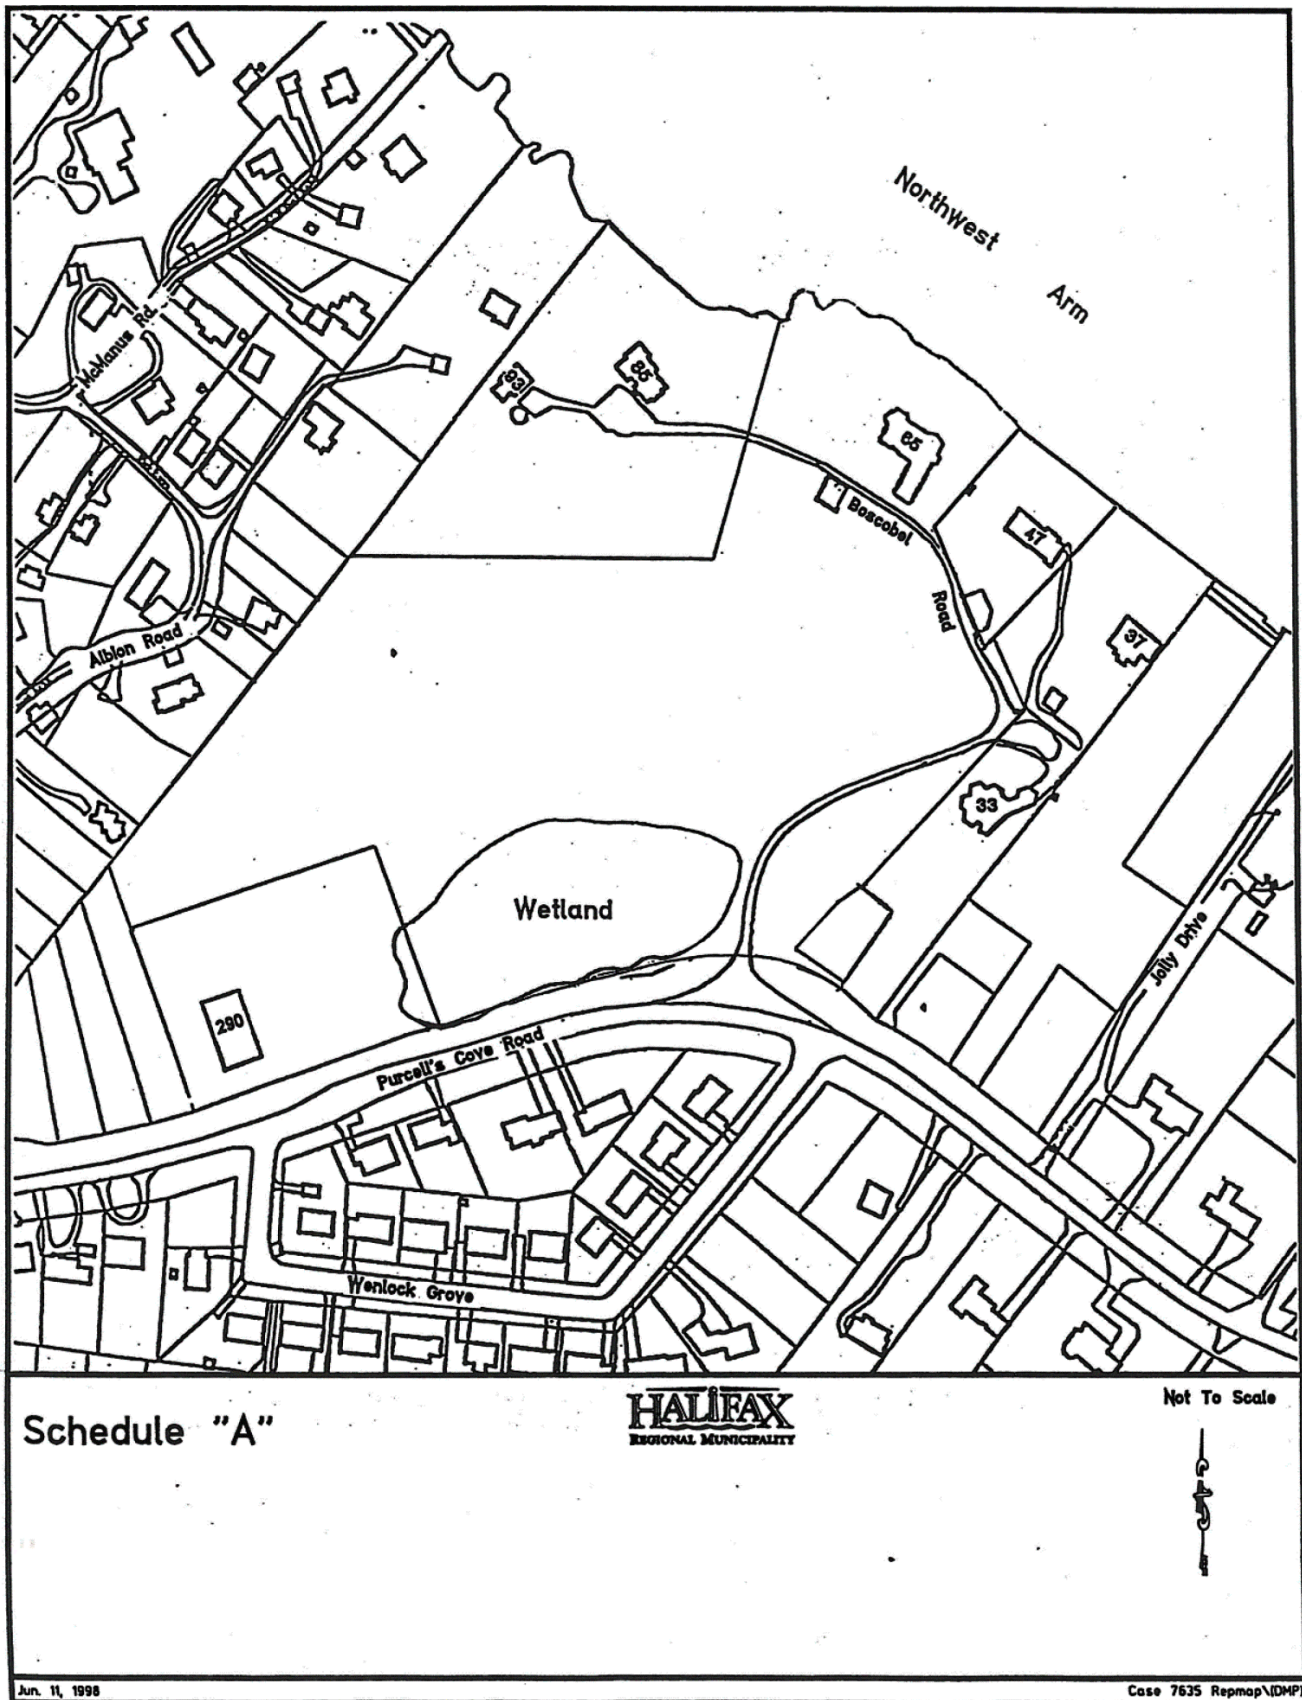 Northwest
Arm
McManus Rd.
93
85
65
Boscobel
47
Road
37
Albion Road
33
Wetland
Jolly Drive
290
Purcell's Cove Road
Wenlock Grove
Schedule "A"
HALIFAX
REGIONAL MUNICIPALITY
Not To Scale
Jun. 11, 1998
Case 7635 Repmap\(DMP)